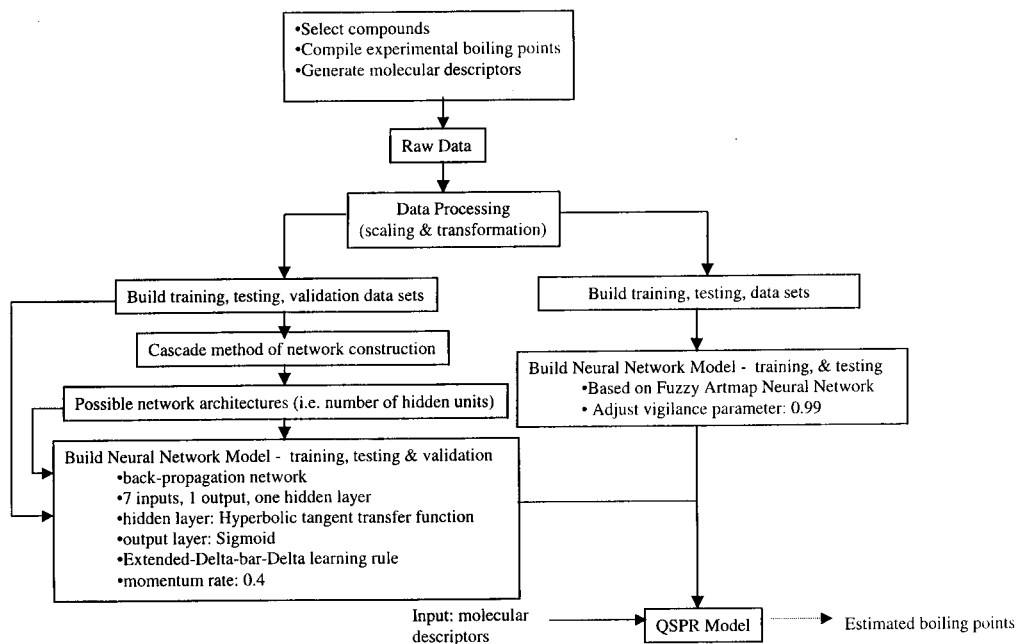 •Select compounds
•Compile experimental boiling points
•Generate molecular descriptors
Raw Data
Data Processing
(scaling & transformation)
Build training, testing, validation data sets
Cascade method of network construction
Possible network architectures (i.e. number of hidden units)
Build Neural Network Model - training, testing & validation
•back-propagation network
•7 inputs, 1 output, one hidden layer
•hidden layer: Hyperbolic tangent transfer function
•output layer: Sigmoid
•Extended-Delta-bar-Delta learning rule
•momentum rate: 0.4
Build training, testing, data sets
Build Neural Network Model - training, & testing
•Based on Fuzzy Artmap Neural Network
• Adjust vigilance parameter: 0.99
Input: molecular
descriptors
QSPR Model
Estimated boiling points